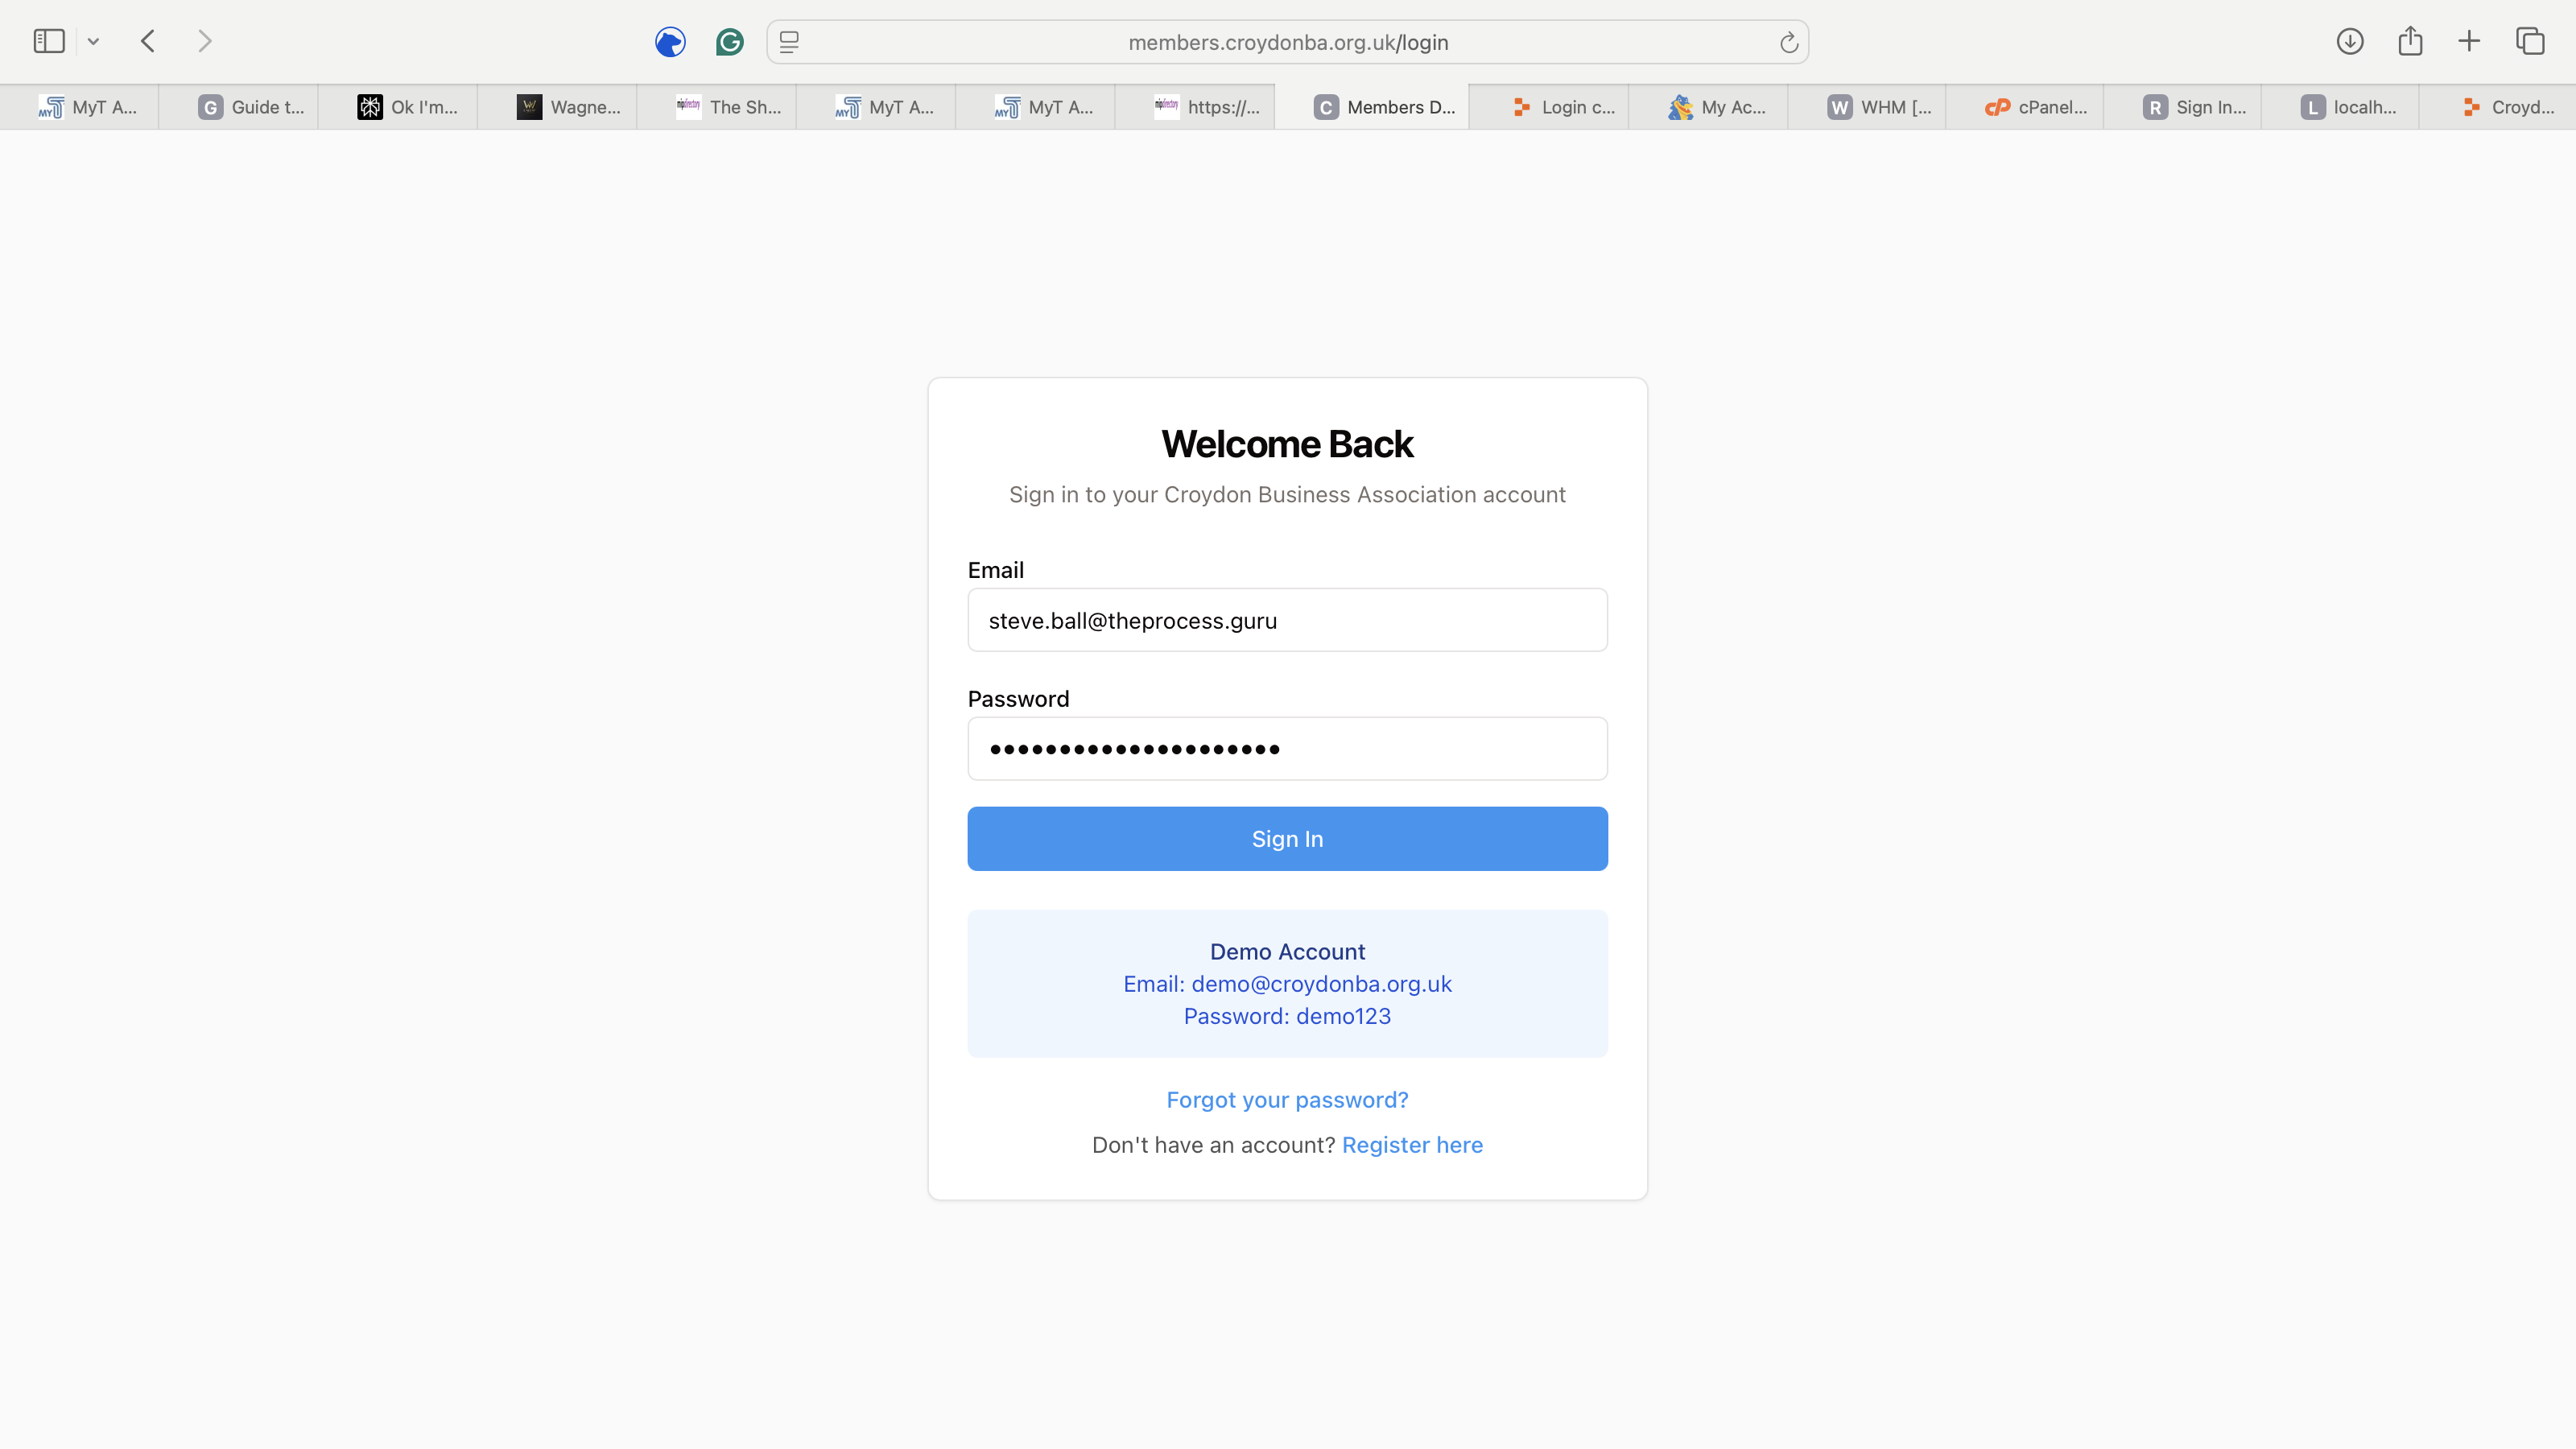 members.croydonba.org.uk/login
MyT A...
G Guide t...
Ok I'm...
Wagne...
The Sh...
MyT A...
MyT A...
https://...
C Members D...
Login c...
My Ac...
W WHM [...
cP cPanel...
R Sign In...
L localh...
Croyd...
Welcome Back
Sign in to your Croydon Business Association account
Email
steve.ball@theprocess.guru
Password
Sign In
Demo Account
Email: demo@croydonba.org.uk
Password: demo123
Forgot your password?
Don't have an account? Register here